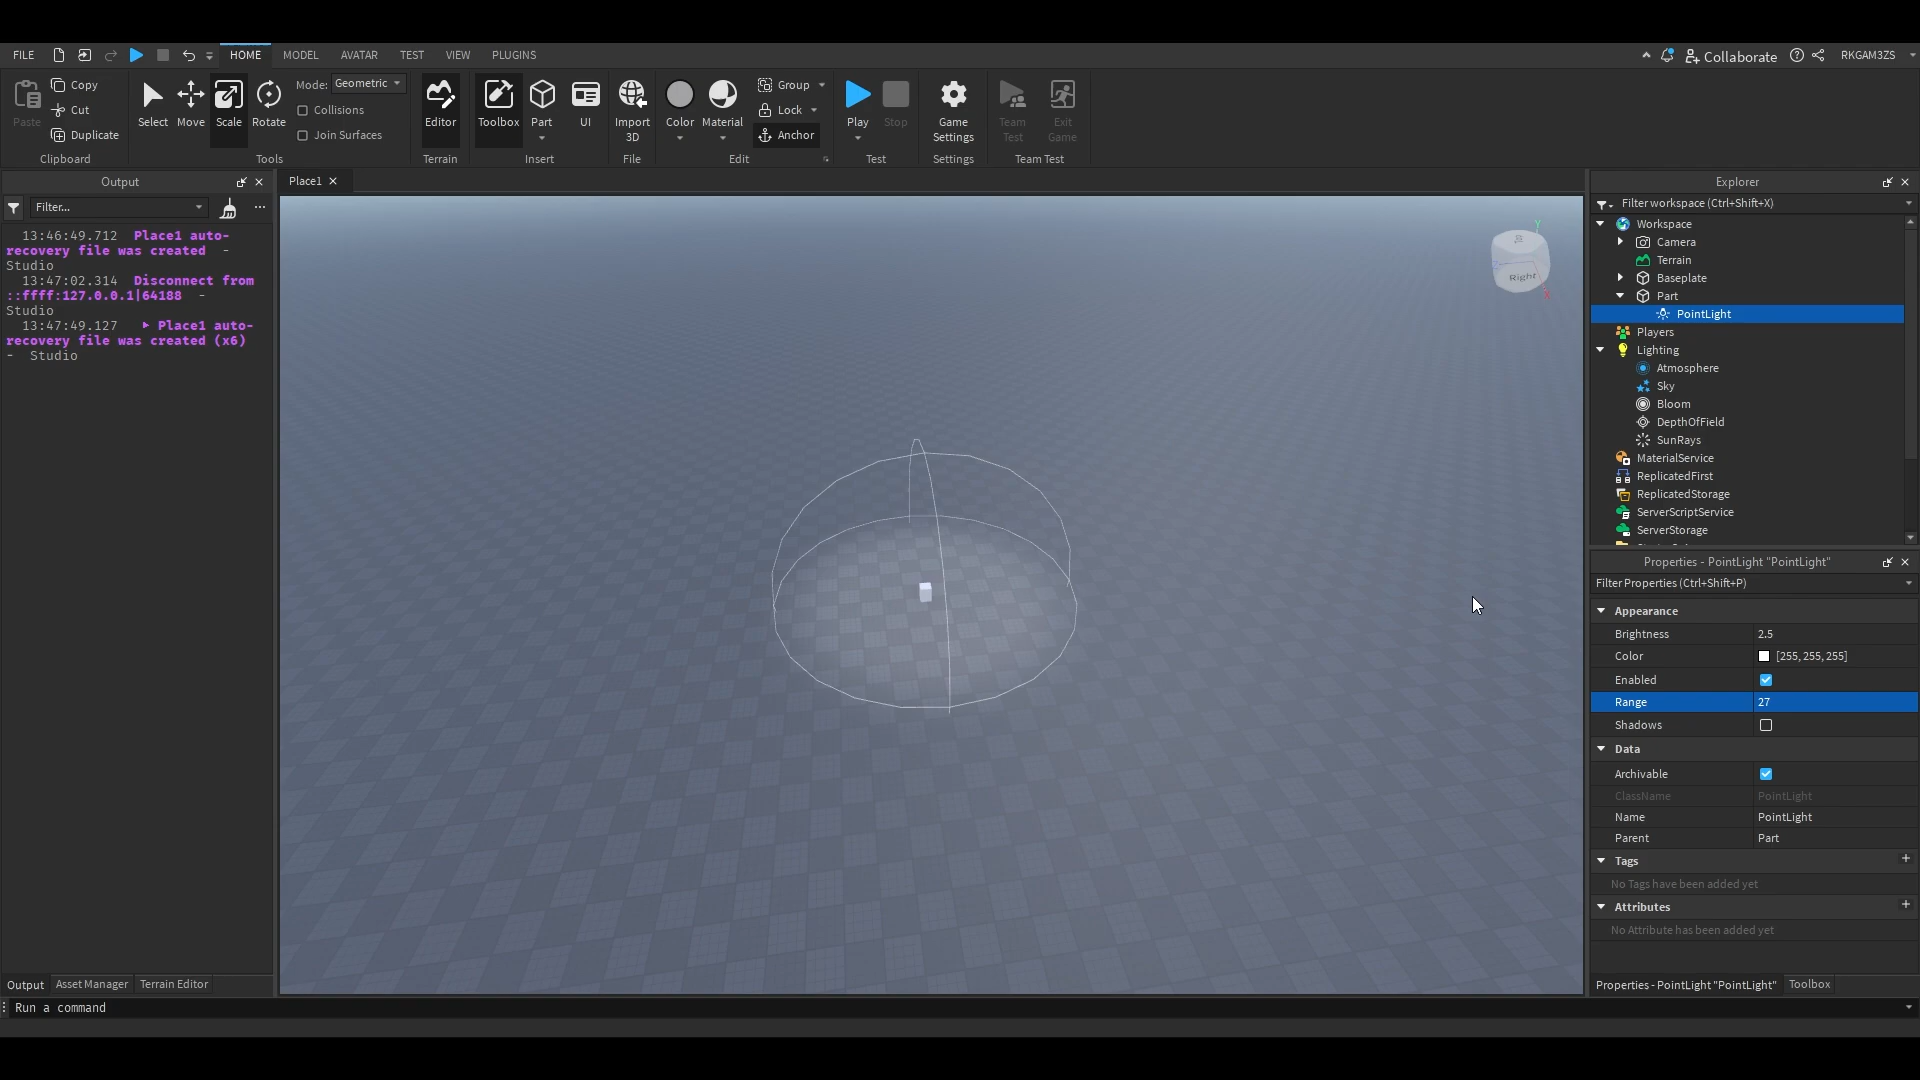 FILE
HOME
MODEL
AVATAR
TEST
VIEW
PLUGINS
Collaborate
RKGAM3ZS
Paste
Copy
Cut
Duplicate
Clipboard
Select
Move
Scale
Rotate
Mode: Geometric
Collisions
Join Surfaces
Tools
Editor
Terrain
Toolbox
Part
UI
Insert
Import
3D
File
Color
Material
Group
Lock
Anchor
Edit
Play
Stop
Test
Game
Settings
Settings
Team
Test
Exit
Game
Team Test
Output
Filter...
13:46:49.712 Place1 auto-
recovery file was created -
Studio
13:47:02.314 Disconnect from
::ffff:127.0.0.1|64188 -
Studio
13:47:49.127 Place1 auto-
recovery file was created (x6)
- Studio
Output
Asset Manager
Terrain Editor
Run a command
Place1
Y
Right
Explorer
Filter workspace (Ctrl+Shift+X)
Workspace
Camera
Terrain
Baseplate
Part
PointLight
Players
Lighting
Atmosphere
Sky
Bloom
DepthOfField
SunRays
MaterialService
ReplicatedFirst
ReplicatedStorage
ServerScriptService
ServerStorage
Properties - PointLight "PointLight"
Filter Properties (Ctrl+Shift+P)
Appearance
Brightness 2.5
Color [255, 255, 255]
Enabled
Range 27
Shadows
Data
Archivable
ClassName PointLight
Name PointLight
Parent Part
Tags
No Tags have been added yet
Attributes
No Attribute has been added yet
Properties - PointLight "PointLight"
Toolbox